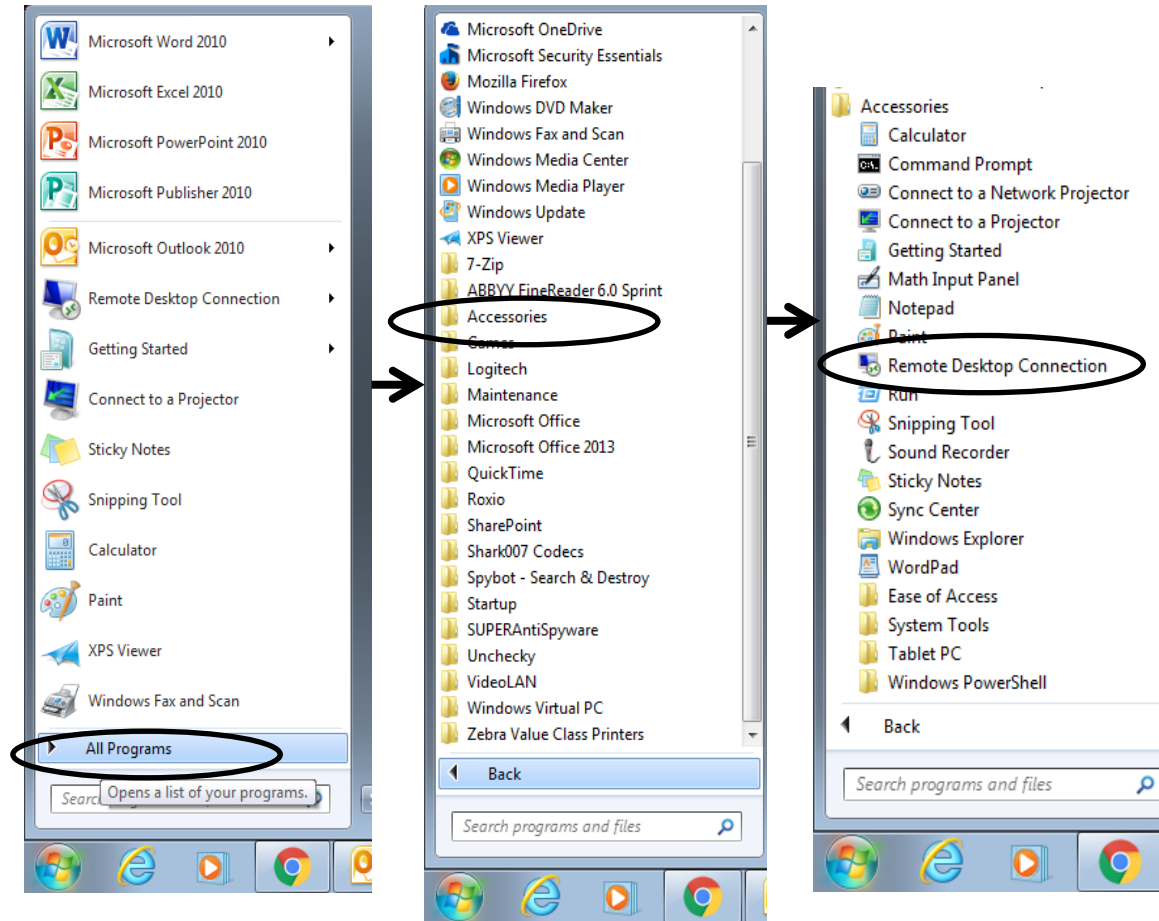 Microsoft Word 2010
Microsoft Excel 2010
Microsoft PowerPoint 2010
Microsoft Publisher 2010
Microsoft Outlook 2010
Remote Desktop Connection
Getting Started
Connect to a Projector
Sticky Notes
Snipping Tool
Calculator
Paint
XPS Viewer
Windows Fax and Scan
All Programs
Searc
Opens a list of your programs.
Microsoft OneDrive
Microsoft Security Essentials
Mozilla Firefox
Windows DVD Maker
Windows Fax and Scan
Windows Media Center
Windows Media Player
Windows Update
XPS Viewer
7-Zip
ABBYY FineReader 6.0 Sprint
Accessories
Games
Logitech
Maintenance
Microsoft Office
Microsoft Office 2013
QuickTime
Roxio
SharePoint
Shark007 Codecs
Spybot - Search & Destroy
Startup
SUPERAntiSpyware
Unchecky
VideoLAN
Windows Virtual PC
Zebra Value Class Printers
Back
Search programs and files
Accessories
Calculator
Command Prompt
Connect to a Network Projector
Connect to a Projector
Getting Started
Math Input Panel
Notepad
Paint
Remote Desktop Connection
Run
Snipping Tool
Sound Recorder
Sticky Notes
Sync Center
Windows Explorer
WordPad
Ease of Access
System Tools
Tablet PC
Windows PowerShell
Back
Search programs and files